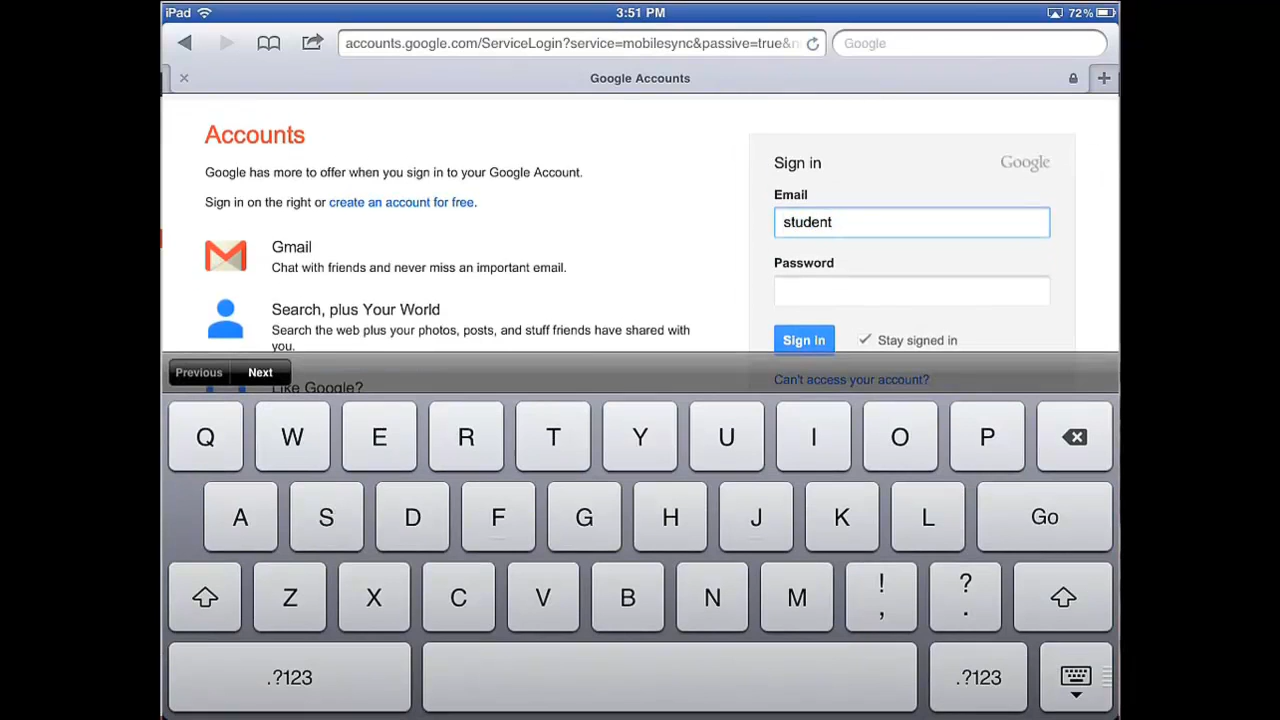 iPad 3:51 PM 72%
accounts.google.com/ServiceLogin?service=mobilesync&passive=true&n Google
Google Accounts
Accounts
Google has more to offer when you sign in to your Google Account.
Sign in on the right or create an account for free.
Gmail
Chat with friends and never miss an important email.
Search, plus Your World
Search the web plus your photos, posts, and stuff friends have shared with
you.
Like Google?
Sign in Google
Email
student
Password
Sign in Stay signed in
Can't access your account?
Previous Next
Q W E R T Y U I O P
A S D F G H J K L Go
Z X C V B N M ! , ? .
.?123 .?123